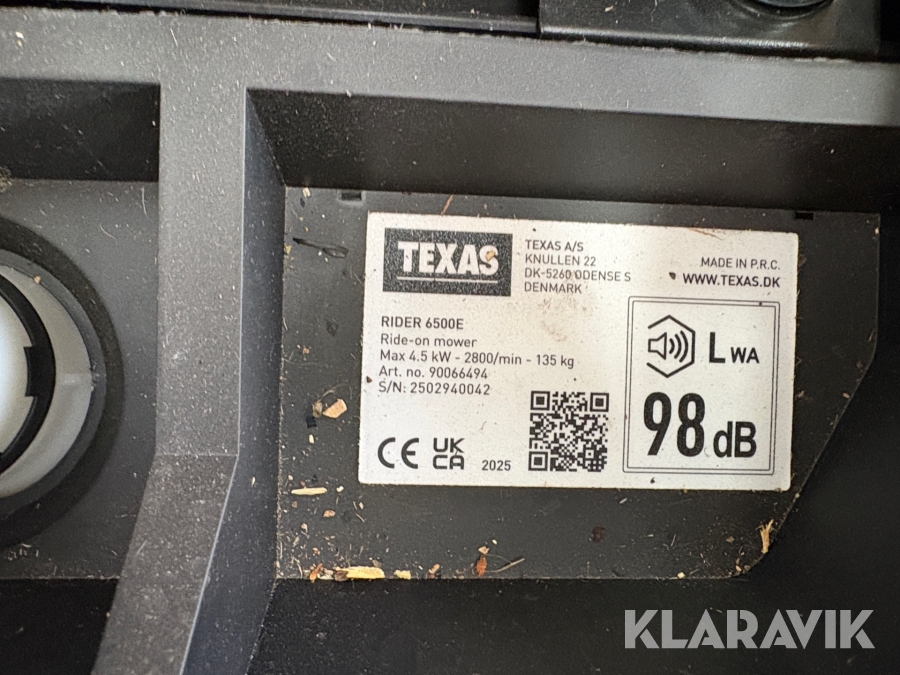 TEXAS
TEXAS A/S
KNULLEN 22
DK-5260 ODENSE S
DENMARK
MADE IN P.R.C.
WWW.TEXAS.DK
RIDER 6500E
Ride-on mower
Max 4.5 kW - 2800/min - 135 kg
Art. no. 90066494
S/N: 2502940042
CE UK CA 2025
LWA
98 dB
KLARAVIK